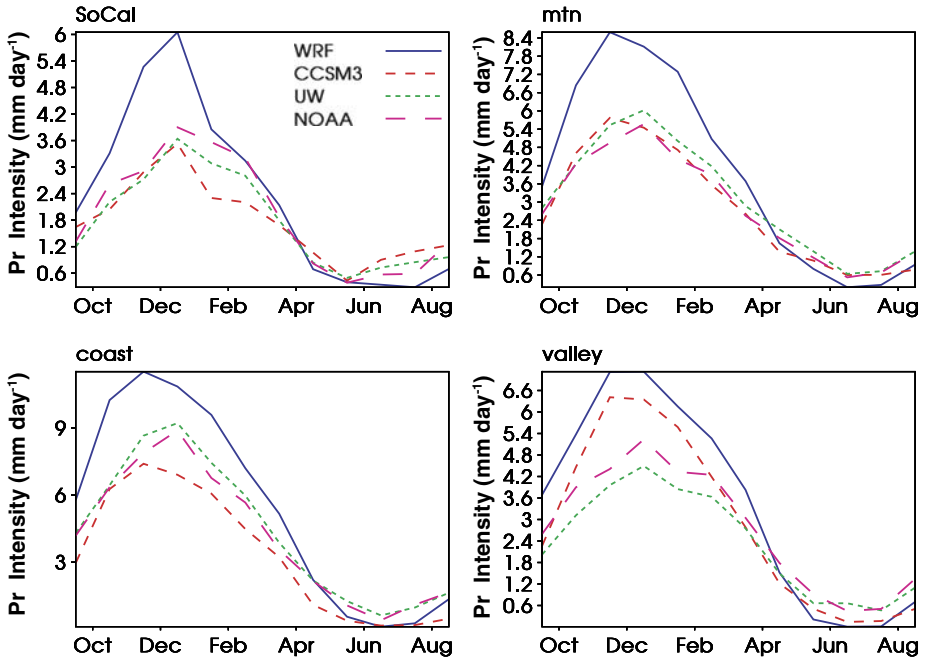 SoCal
Pr Intensity (mm day-1)
6
5.4
4.8
4.2
3.6
3
2.4
1.8
1.2
0.6
WRF
CCSM3
UW
NOAA
Oct Dec Feb Apr Jun Aug
mtn
Pr Intensity (mm day-1)
8.4
7.8
7.2
6.6
6
5.4
4.8
4.2
3.6
3
2.4
1.8
1.2
0.6
Oct Dec Feb Apr Jun Aug
coast
Pr Intensity (mm day-1)
9
6
3
Oct Dec Feb Apr Jun Aug
valley
Pr Intensity (mm day-1)
6.6
6
5.4
4.8
4.2
3.6
3
2.4
1.8
1.2
0.6
Oct Dec Feb Apr Jun Aug